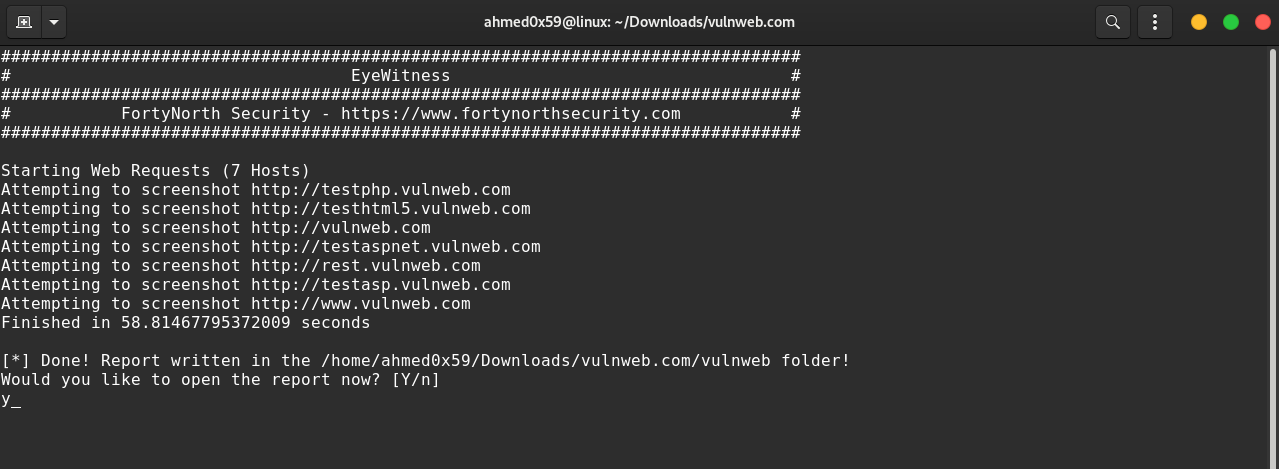 ahmed0x59@linux: ~/Downloads/vulnweb.com
################################################################################
#                                  EyeWitness                                  #
################################################################################
#           FortyNorth Security - https://www.fortynorthsecurity.com           #
################################################################################

Starting Web Requests (7 Hosts)
Attempting to screenshot http://testphp.vulnweb.com
Attempting to screenshot http://testhtml5.vulnweb.com
Attempting to screenshot http://vulnweb.com
Attempting to screenshot http://testaspnet.vulnweb.com
Attempting to screenshot http://rest.vulnweb.com
Attempting to screenshot http://testasp.vulnweb.com
Attempting to screenshot http://www.vulnweb.com
Finished in 58.81467795372009 seconds

[*] Done! Report written in the /home/ahmed0x59/Downloads/vulnweb.com/vulnweb folder!
Would you like to open the report now? [Y/n]
y_